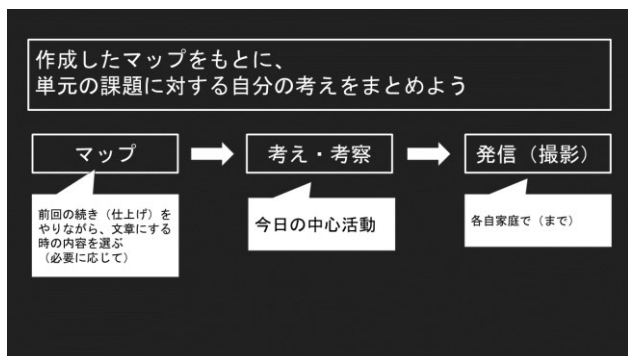 作成したマップをもとに、
単元の課題に対する自分の考えをまとめよう
マップ
考え・考察
発信（撮影）
前回の続き（仕上げ）を
やりながら、文章にする
時の内容を選ぶ
（必要に応じて）
今日の中心活動
各自家庭で（まで）